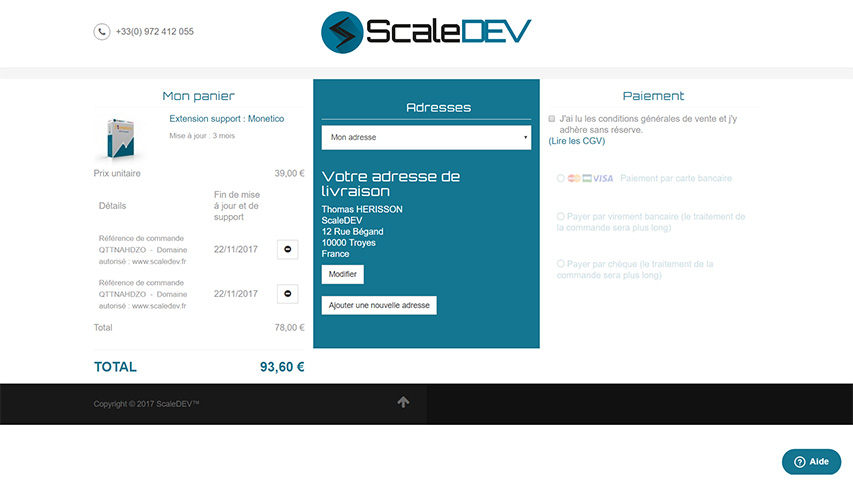 +33(0) 972 412 055
ScaleDEV
Mon panier
Extension support : Monetico
Mise à jour : 3 mois
Prix unitaire 39,00 €
Détails
Fin de mise
à jour et de
support
Référence de commande
QTTNAHDZO - Domaine
autorisé : www.scaledev.fr
22/11/2017
Référence de commande
QTTNAHDZO - Domaine
autorisé : www.scaledev.fr
22/11/2017
Total 78,00 €
TOTAL 93,60 €
Adresses
Mon adresse
Votre adresse de
livraison
Thomas HERISSON
ScaleDEV
12 Rue Bégand
10000 Troyes
France
Modifier
Ajouter une nouvelle adresse
Paiement
J'ai lu les conditions générales de vente et j'y
adhère sans réserve.
(Lire les CGV)
VISA Paiement par carte bancaire
Payer par virement bancaire (le traitement de
la commande sera plus long)
Payer par chèque (le traitement de la
commande sera plus long)
Copyright © 2017 ScaleDEV™
Aide